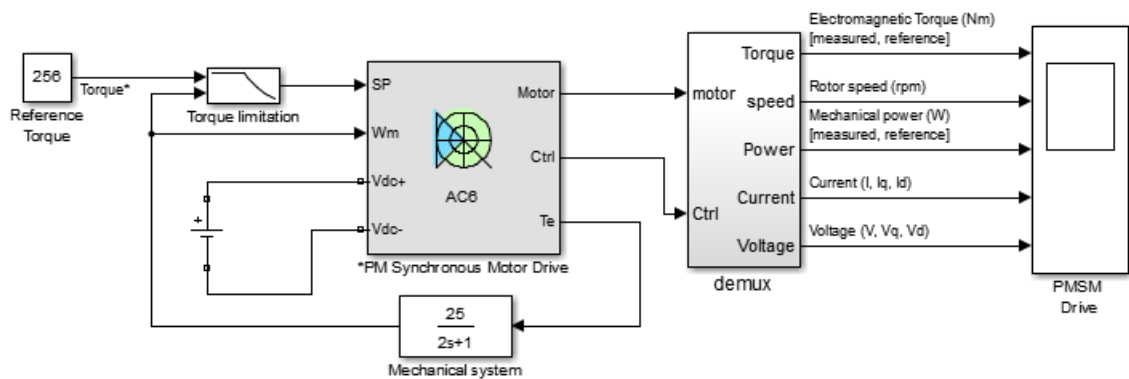 256
Reference
Torque
Torque*
Torque limitation
SP
Wm
Vdc+
Vdc-
Motor
Ctrl
Te
AC6
*PM Synchronous Motor Drive
+
25
2s+1
Mechanical system
motor
Ctrl
Torque
speed
Power
Current
Voltage
demux
Electromagnetic Torque (Nm)
[measured, reference]
Rotor speed (rpm)
Mechanical power (W)
[measured, reference]
Current (I, Iq, Id)
Voltage (V, Vq, Vd)
PMSM
Drive